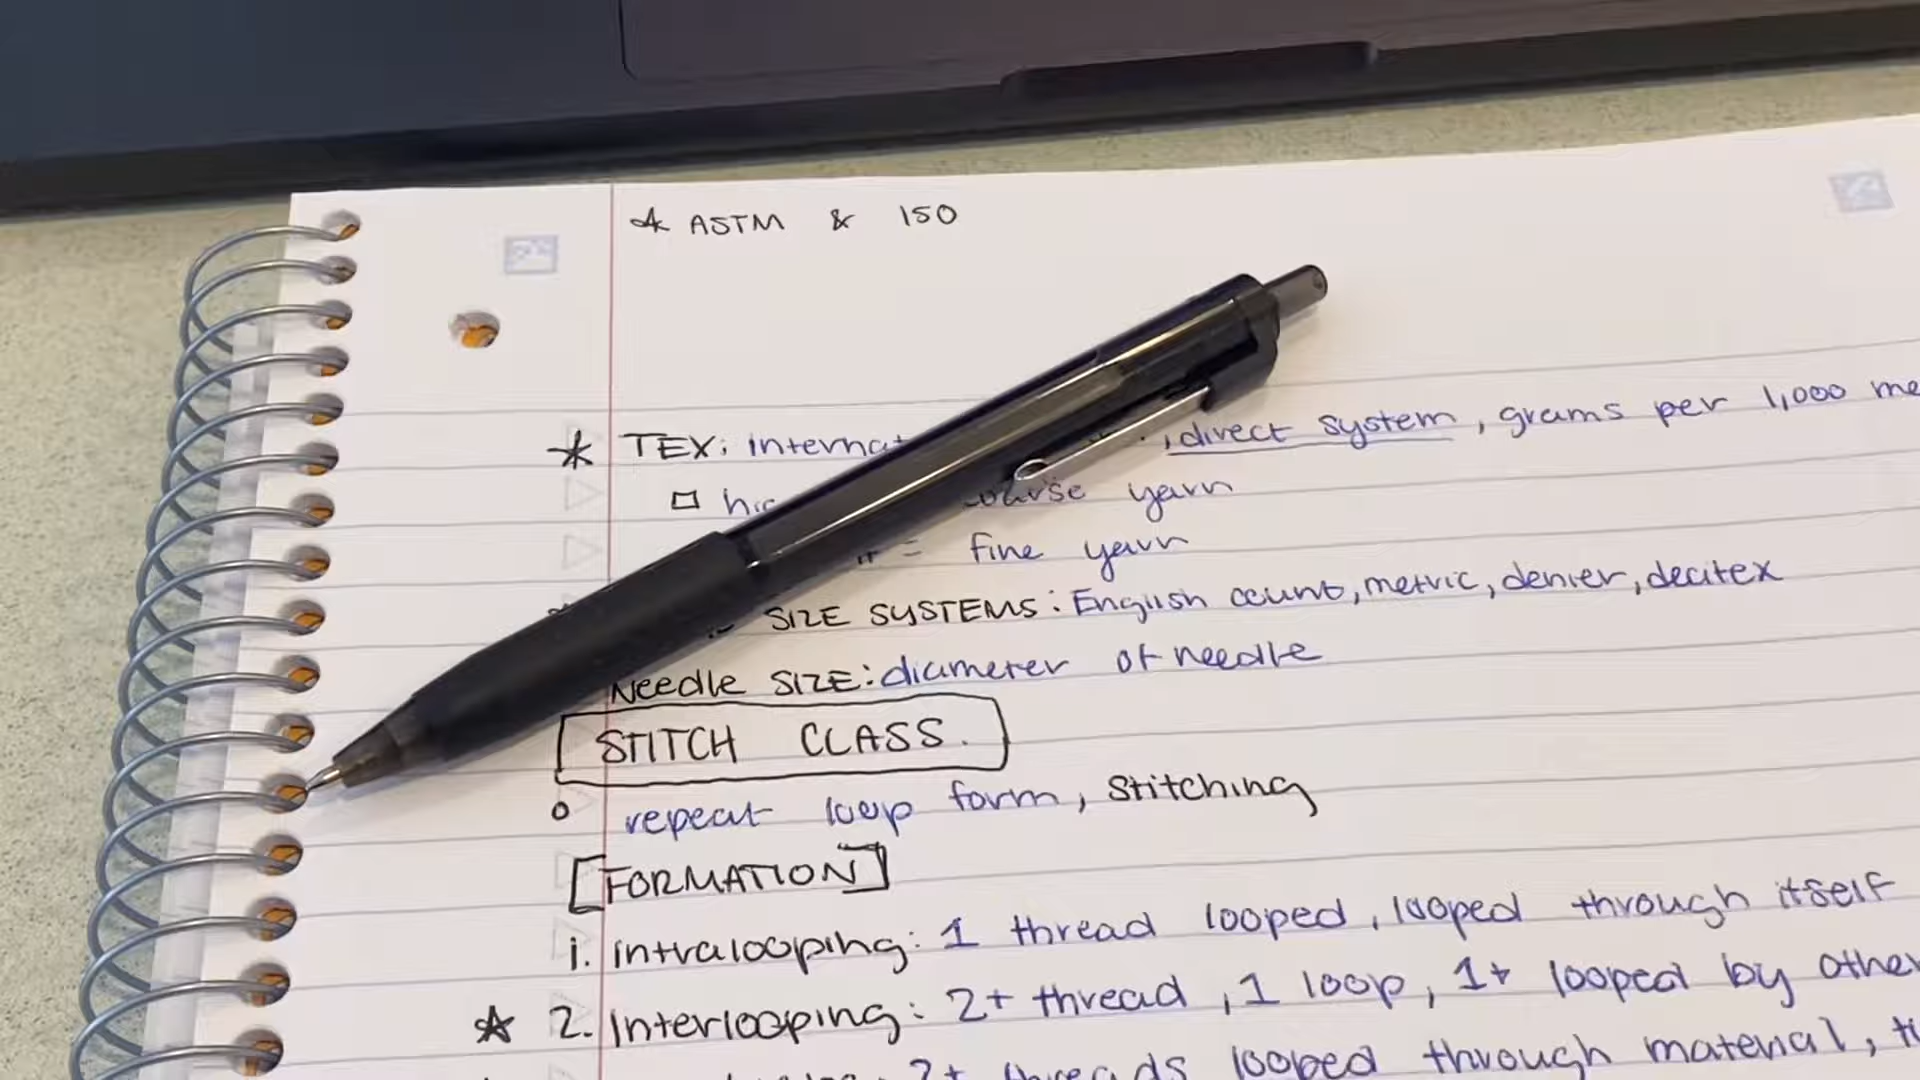 * ASTM & ISO
* TEX: internat , direct system, grams per 1,000 me
coarse yarn
= fine yarn
SIZE SYSTEMS: English count, metric, denier, decitex
Needle SIZE: diameter of needle
STITCH CLASS.
repeat loop form, stitching
[FORMATION]
1. intralooping: 1 thread looped, looped through itself
* 2. Interlooping: 2+ thread, 1 loop, 1+ looped by other
2+ threads looped through material,